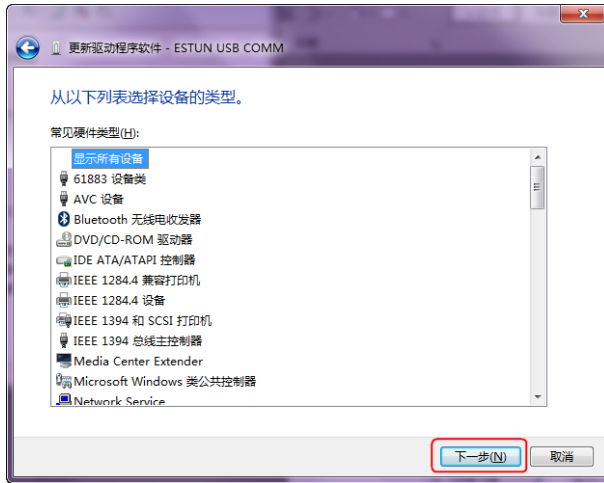 更新驱动程序软件 - ESTUN USB COMM
从以下列表选择设备的类型。
常见硬件类型(H):
显示所有设备
61883 设备类
AVC 设备
Bluetooth 无线电收发器
DVD/CD-ROM 驱动器
IDE ATA/ATAPI 控制器
IEEE 1284.4 兼容打印机
IEEE 1284.4 设备
IEEE 1394 和 SCSI 打印机
IEEE 1394 总线主控制器
Media Center Extender
Microsoft Windows 类公共控制器
Network Service
下一步(N) 取消